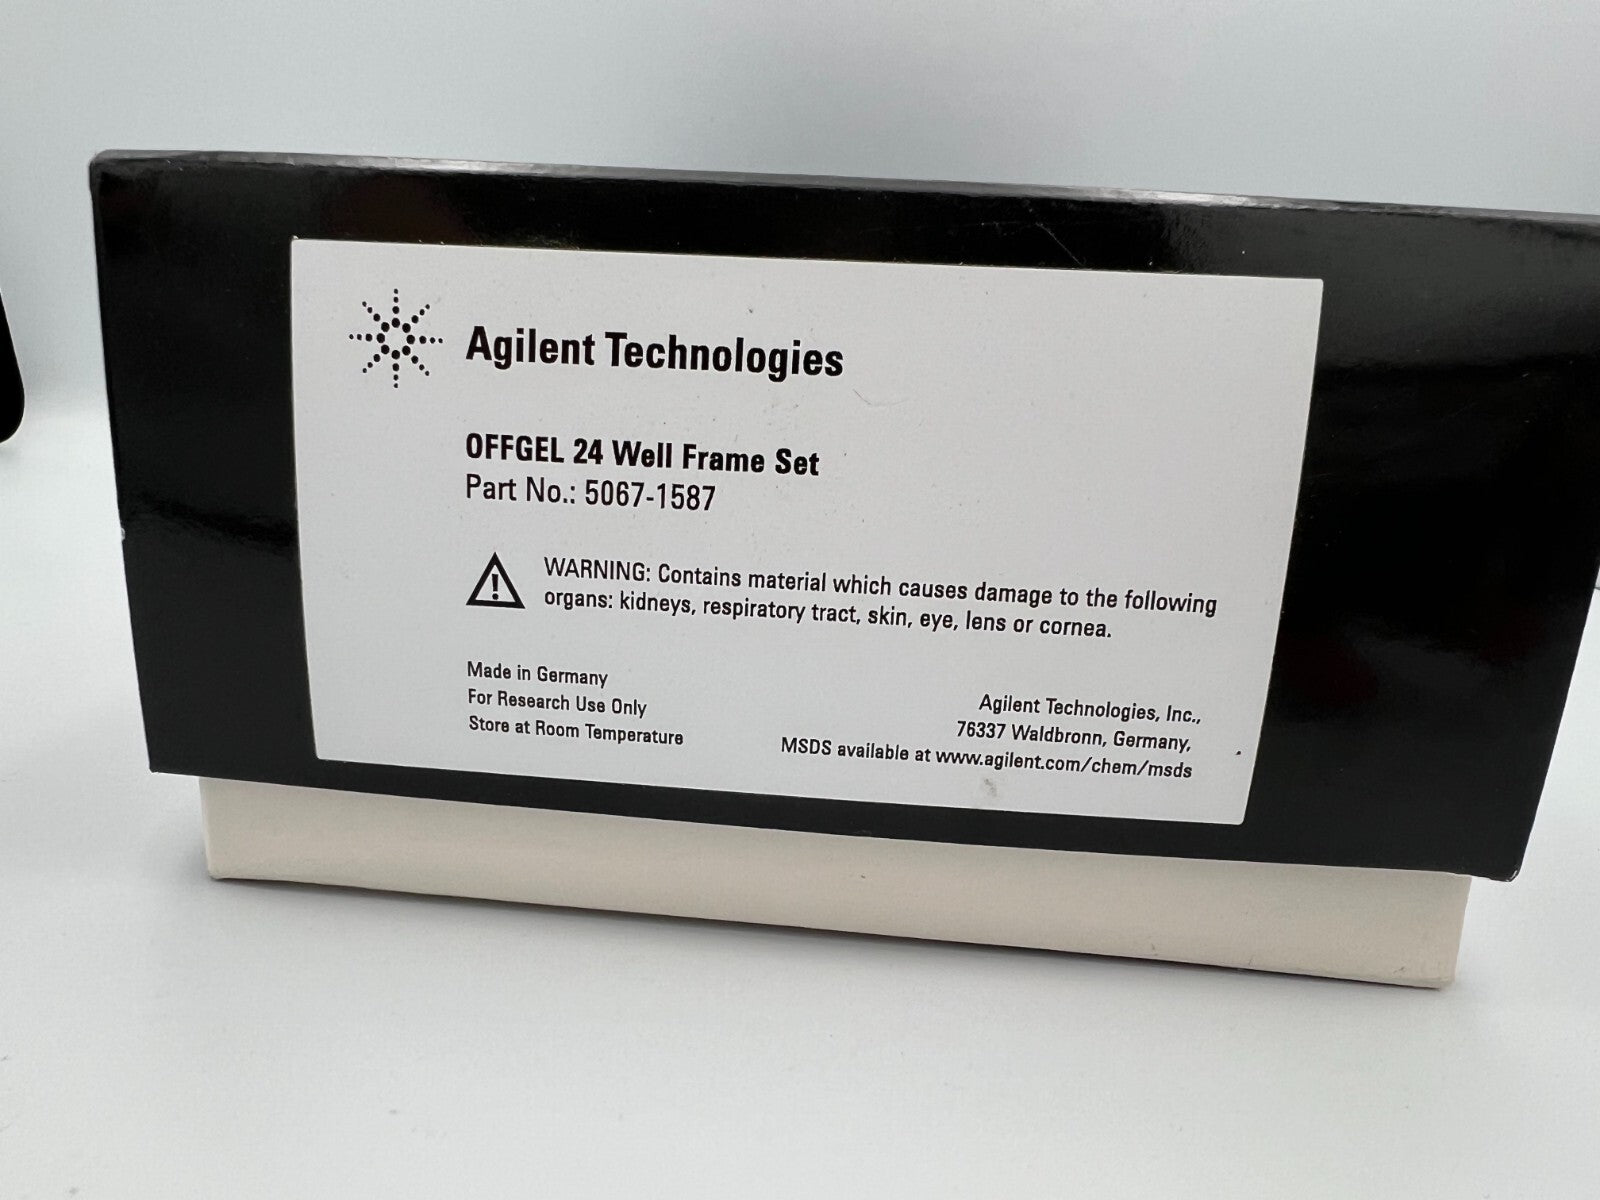 Agilent Technologies
OFFGEL 24 Well Frame Set
Part No.: 5067-1587
WARNING: Contains material which causes damage to the following
organs: kidneys, respiratory tract, skin, eye, lens or cornea.
Made in Germany
For Research Use Only
Store at Room Temperature
Agilent Technologies, Inc.,
76337 Waldbronn, Germany,
MSDS available at www.agilent.com/chem/msds